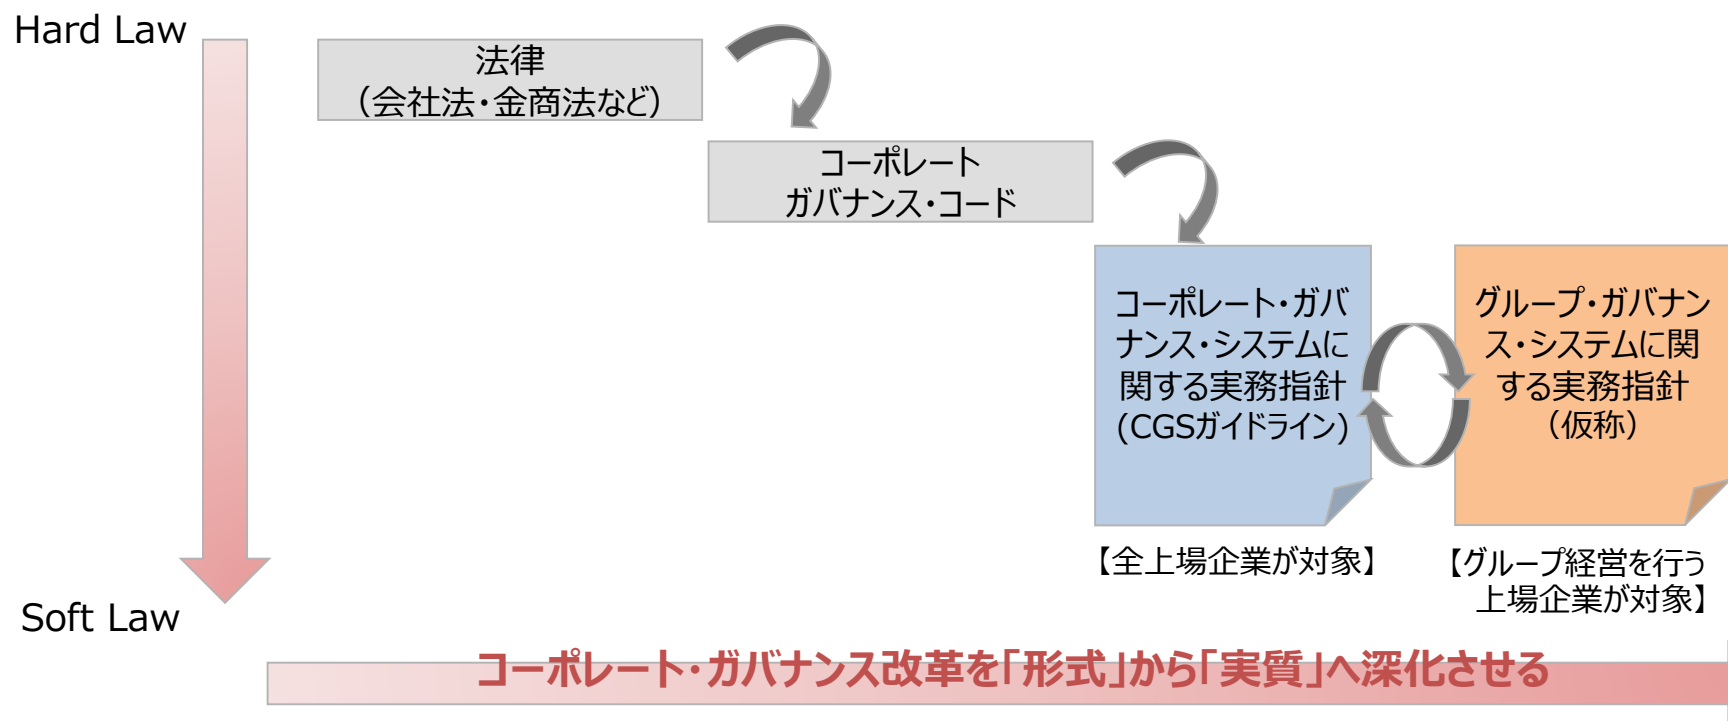 Hard Law
法律
（会社法・金商法など）
コーポレート
ガバナンス・コード
コーポレート・ガバ
ナンス・システムに
関する実務指針
(CGSガイドライン)
グループ・ガバナン
ス・システムに関
する実務指針
（仮称）
【全上場企業が対象】
【グループ経営を行う
上場企業が対象】
Soft Law
コーポレート・ガバナンス改革を「形式」から「実質」へ深化させる